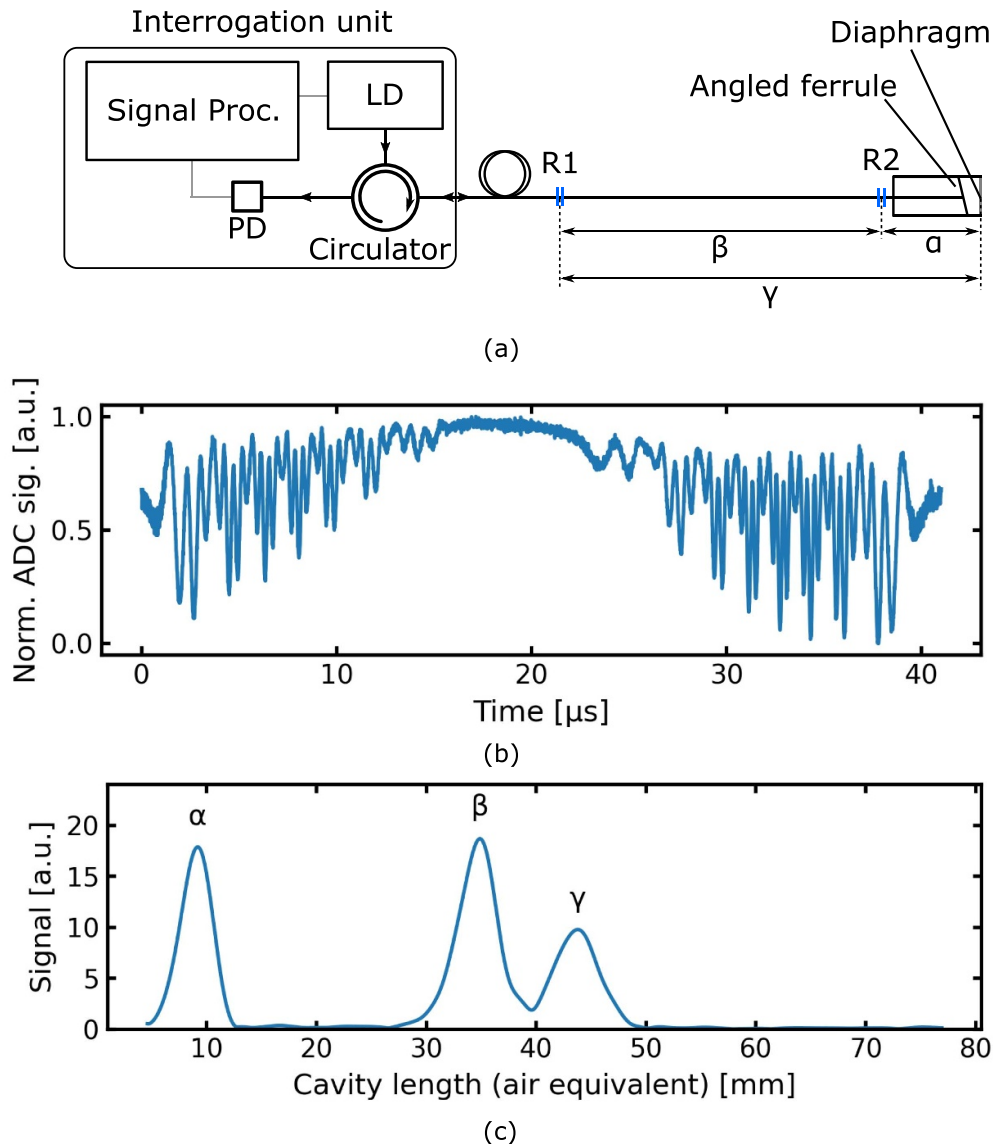 Interrogation unit
Signal Proc.
LD
PD
Circulator
R1
R2
Diaphragm
Angled ferrule
β
α
γ
(a)
Norm. ADC sig. [a.u.]
1.0
0.5
0.0
0 10 20 30 40
Time [µs]
(b)
Signal [a.u.]
20
15
10
5
0
α
β
γ
10 20 30 40 50 60 70 80
Cavity length (air equivalent) [mm]
(c)